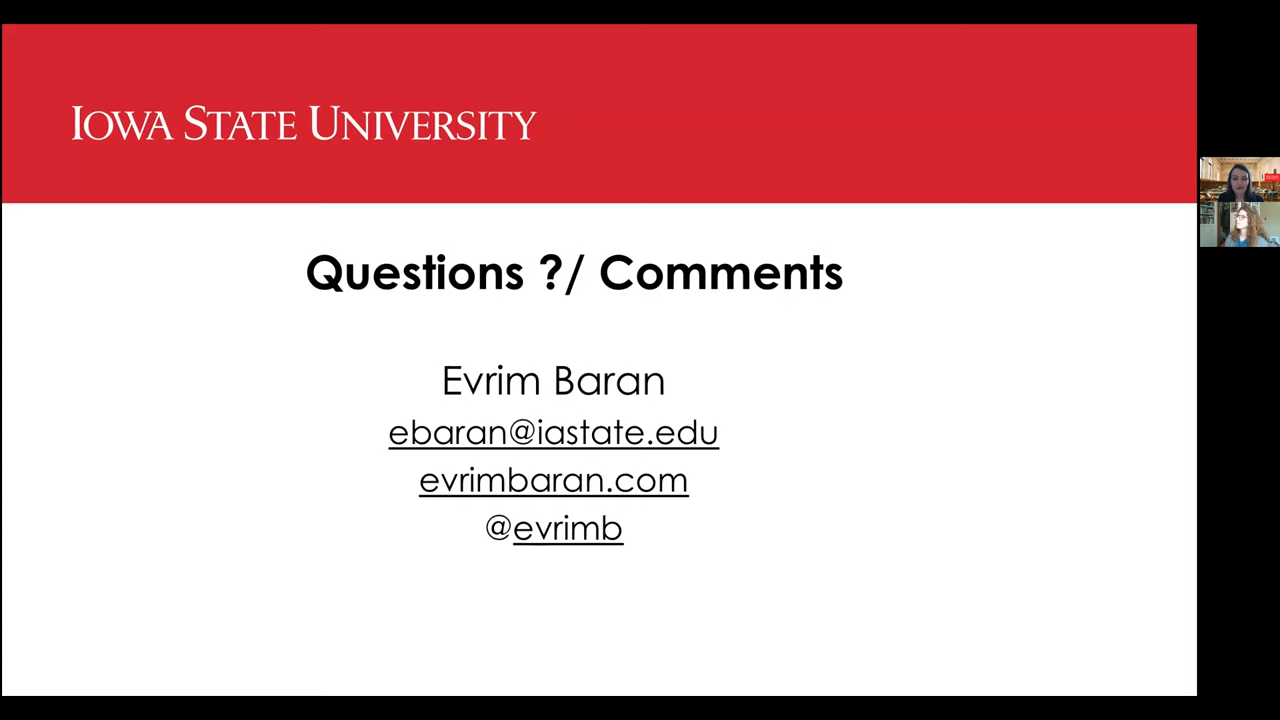 IOWA STATE UNIVERSITY
Questions ?/ Comments
Evrim Baran
ebaran@iastate.edu
evrimbaran.com
@evrimb